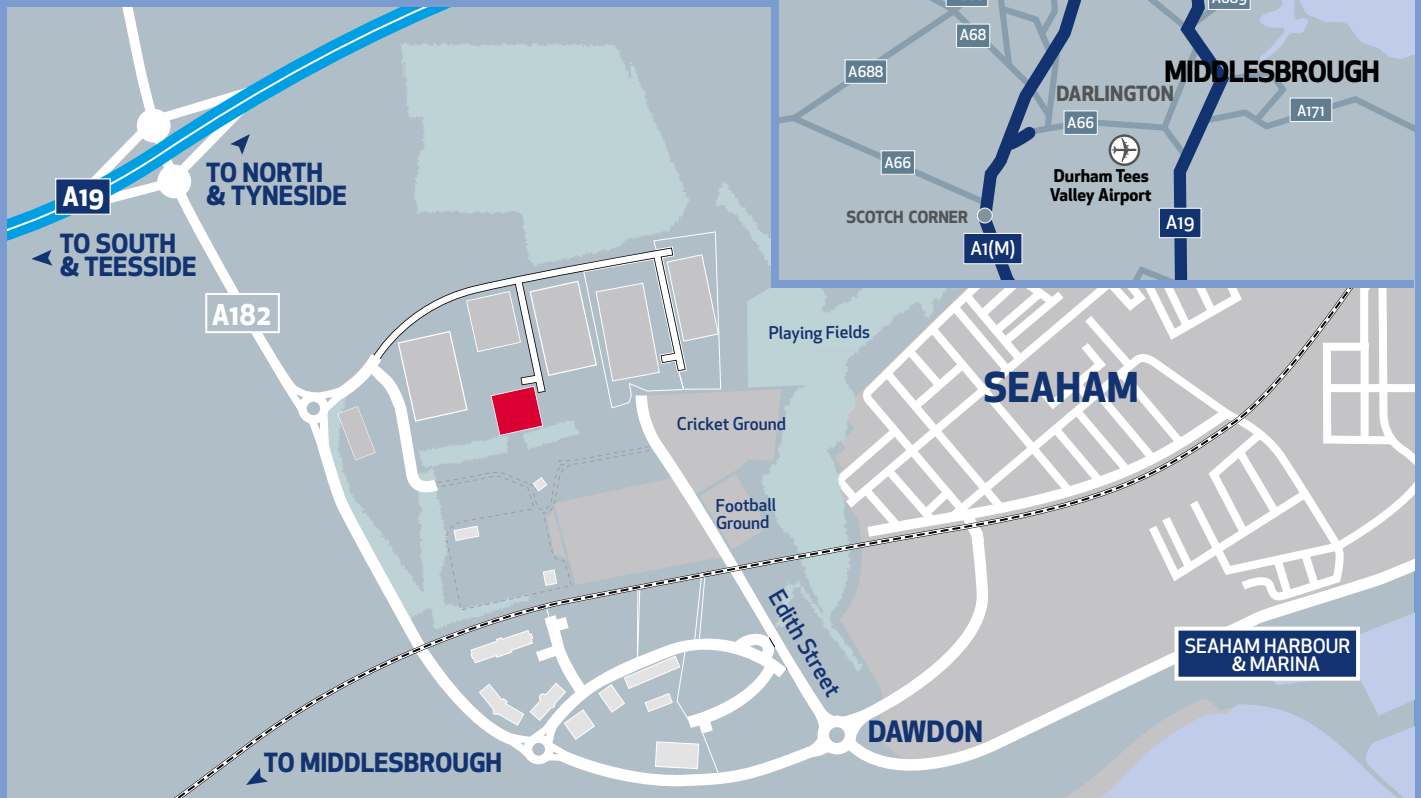 A19
TO NORTH
& TYNESIDE
TO SOUTH
& TEESSIDE
A182
A68
A688
MIDDLESBROUGH
DARLINGTON
A171
A66
A66
Durham Tees
Valley Airport
SCOTCH CORNER
A1(M)
A19
Playing Fields
SEAHAM
Cricket Ground
Football
Ground
Edith Street
SEAHAM HARBOUR
& MARINA
DAWDON
TO MIDDLESBROUGH